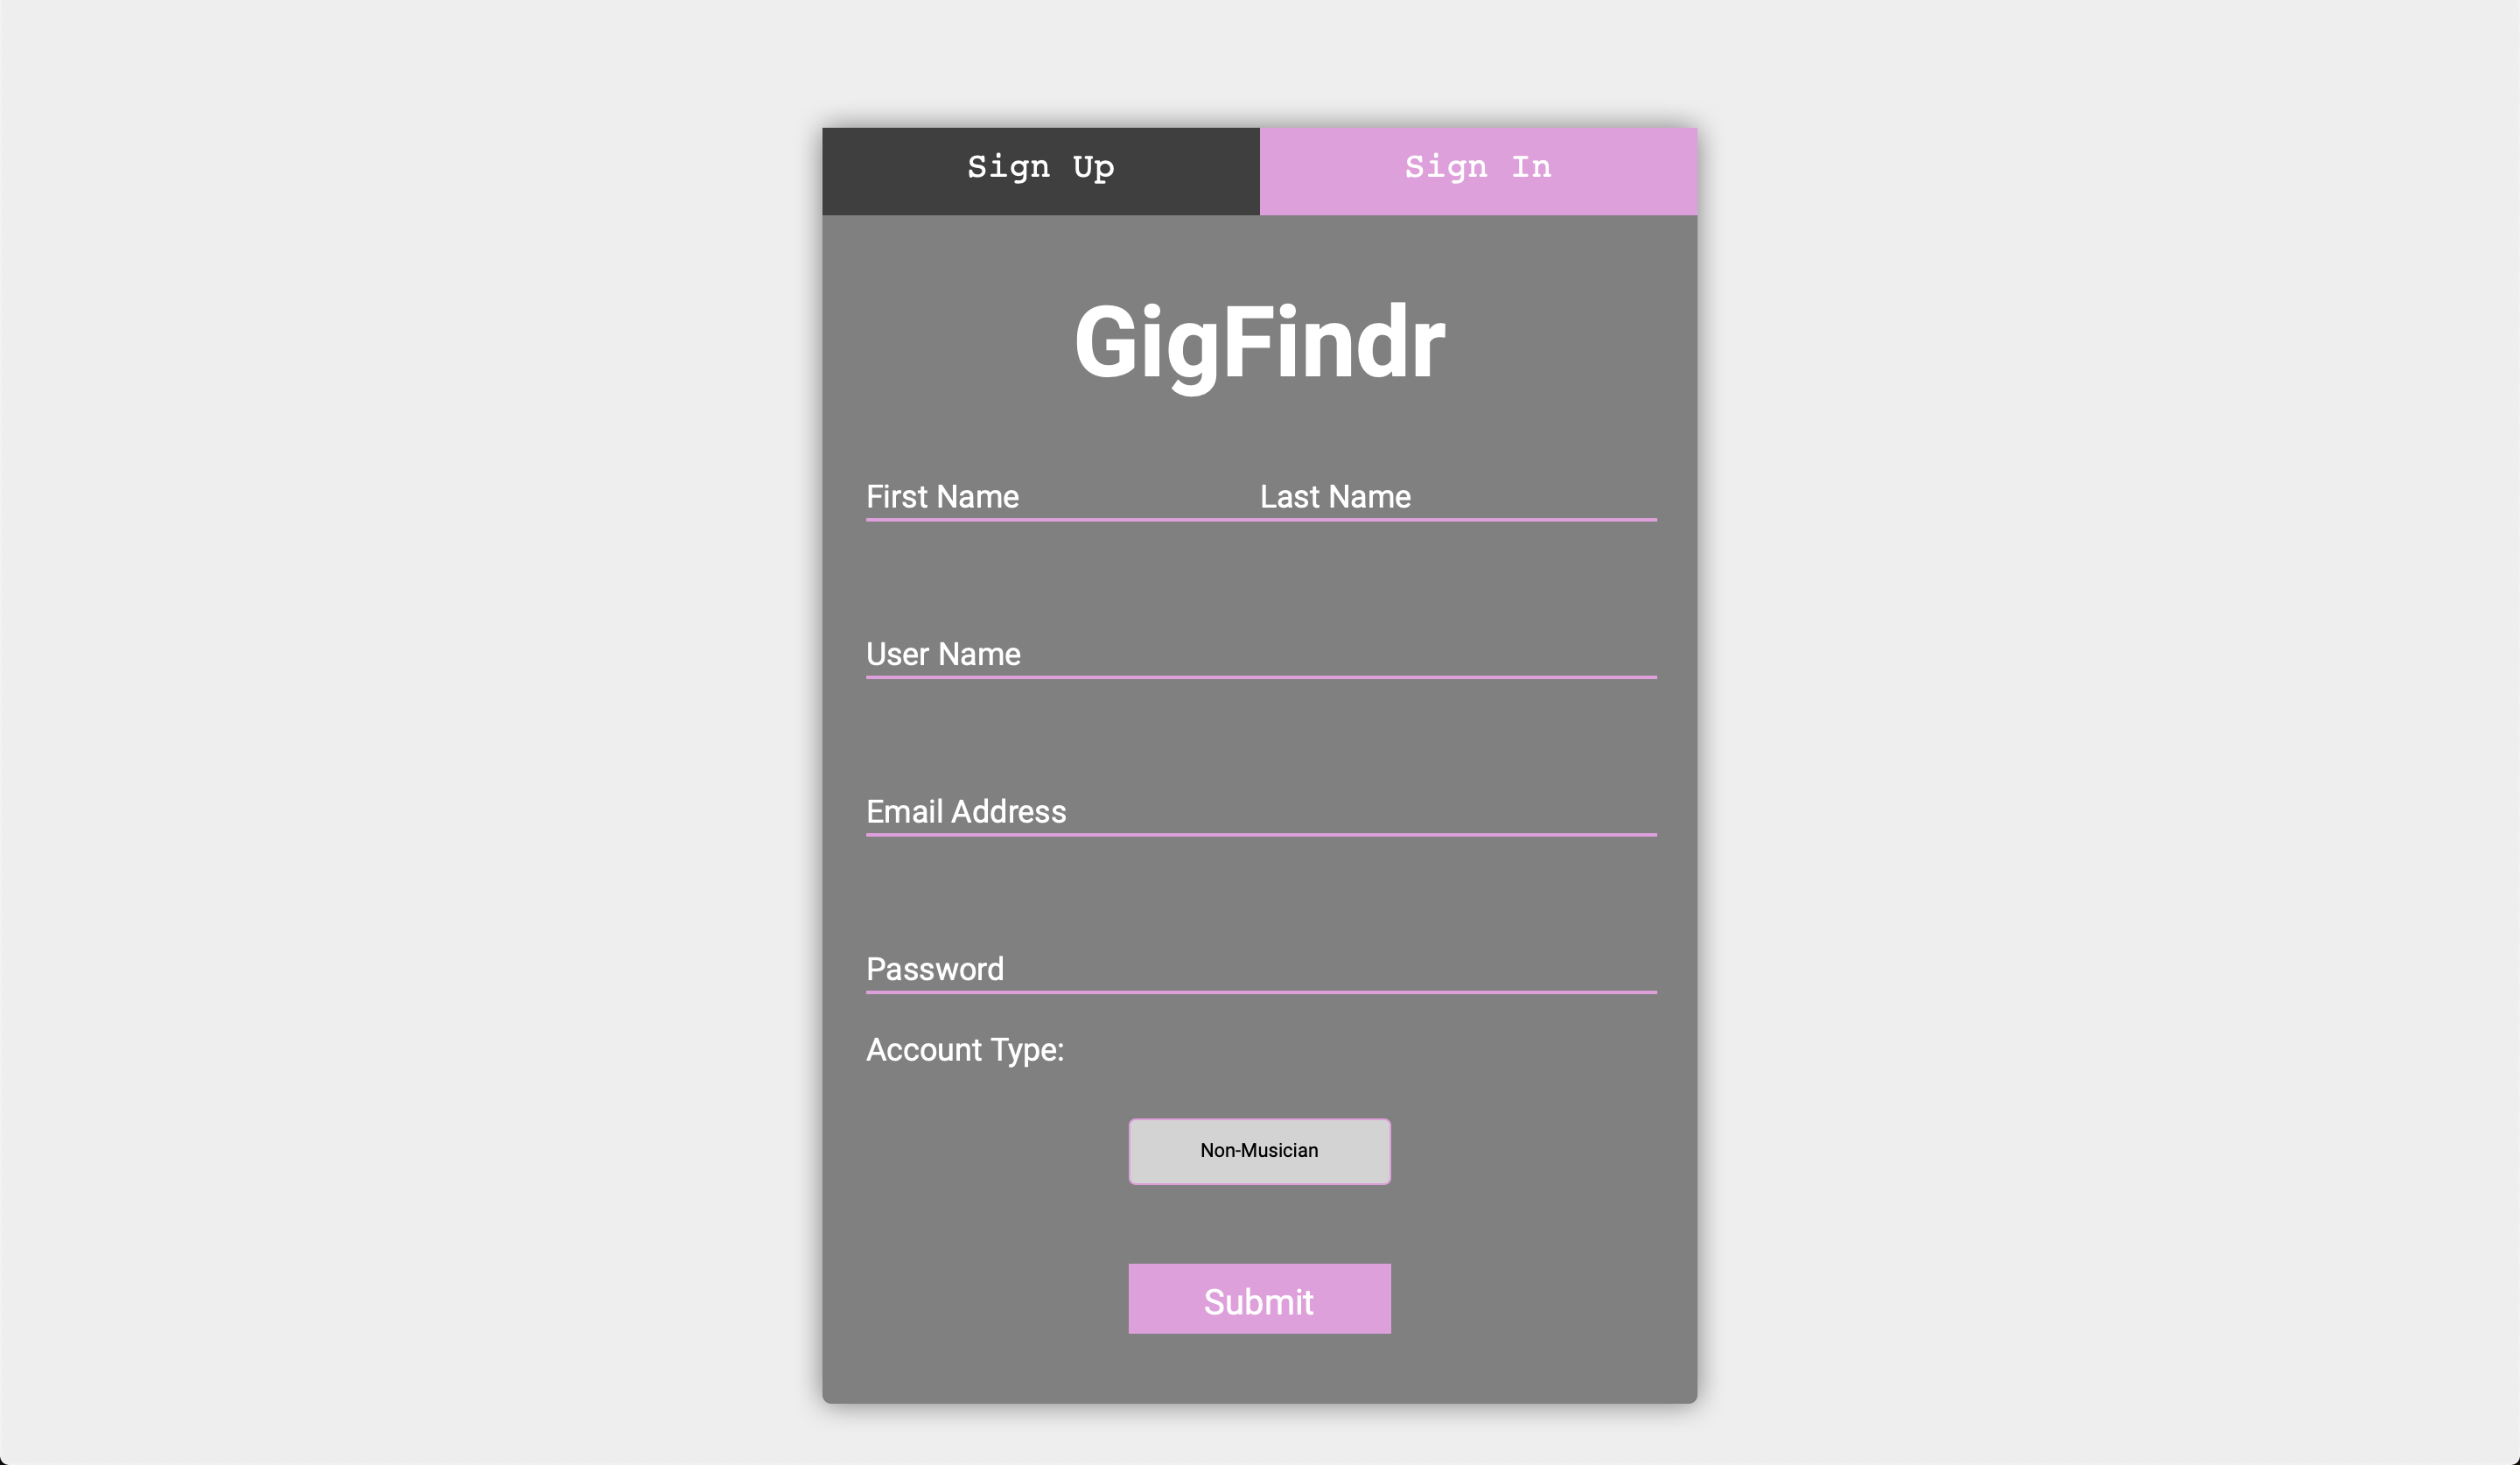 Sign Up Sign In
GigFindr
First Name Last Name
User Name
Email Address
Password
Account Type:
Non-Musician
Submit